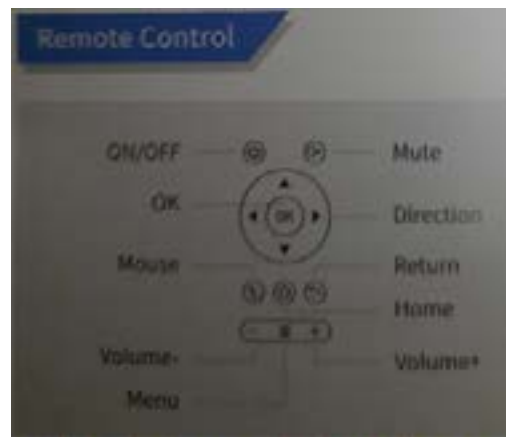 Remote Control
ON/OFF
Mute
OK
OK
Direction
Mouse
Return
Home
Volume-
Volume+
Menu